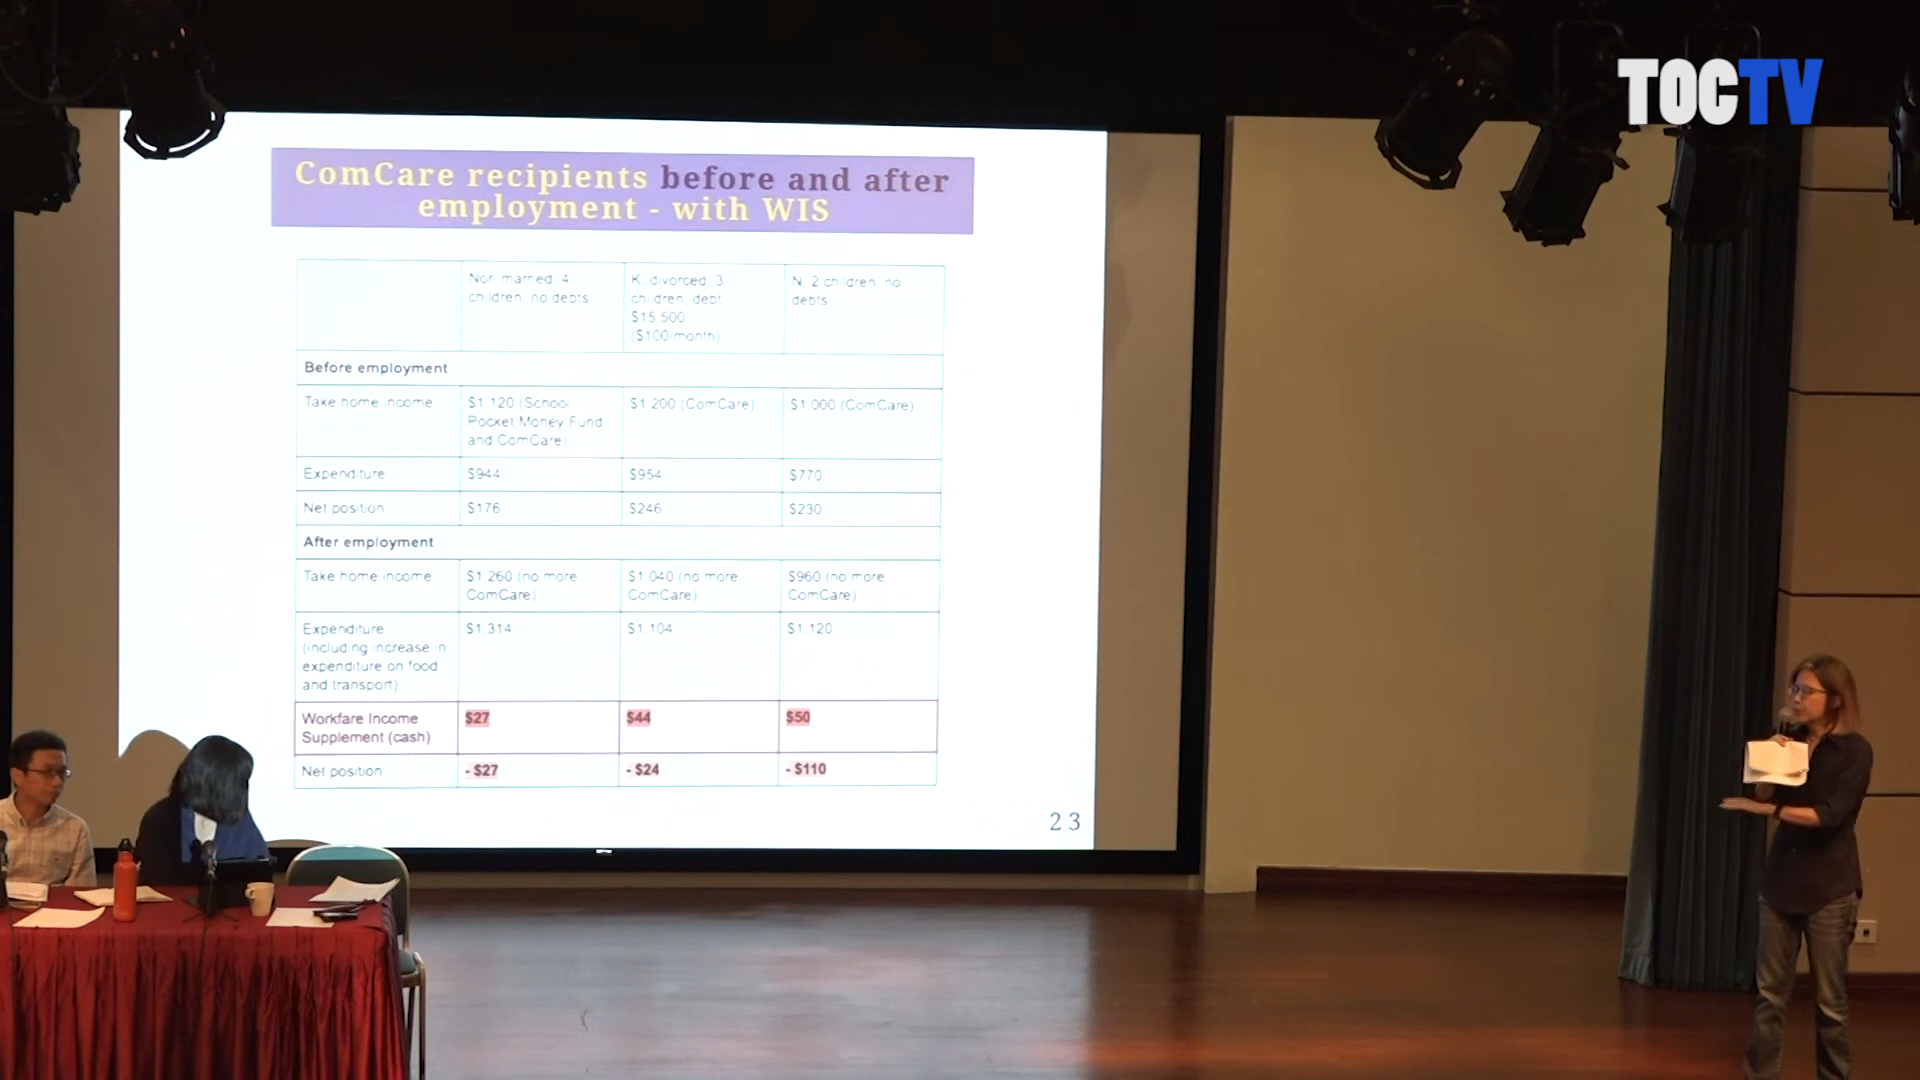 TOCTV
ComCare recipients before and after
employment - with WIS
Nor, married, 4
children, no debts
K, divorced, 3
children, debt
$15,500
($100/month)
N, 2 children, no
debts
Before employment
Take home income
$1,120 (School
Pocket Money Fund
and ComCare)
$1,200 (ComCare)
$1,000 (ComCare)
Expenditure
$944
$954
$770
Net position
$176
$246
$230
After employment
Take home income
$1,260 (no more
ComCare)
$1,040 (no more
ComCare)
$960 (no more
ComCare)
Expenditure
(including increase in
expenditure on food
and transport)
$1,314
$1,104
$1,120
Workfare Income
Supplement (cash)
$27
$44
$50
Net position
- $27
- $24
- $110
23